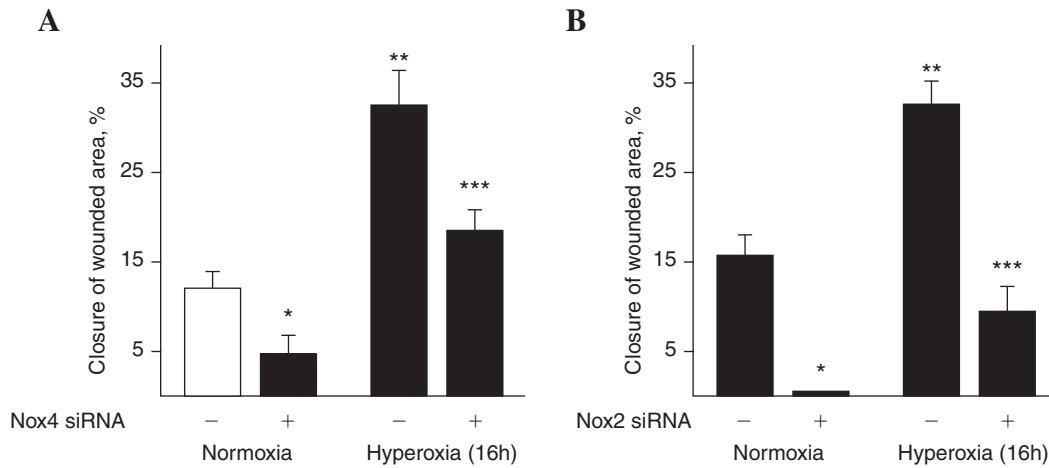 A
Closure of wounded area, %
35
25
15
5
*
**
***
Nox4 siRNA − + − +
Normoxia Hyperoxia (16h)
B
Closure of wounded area, %
35
25
15
5
*
**
***
Nox2 siRNA − + − +
Normoxia Hyperoxia (16h)